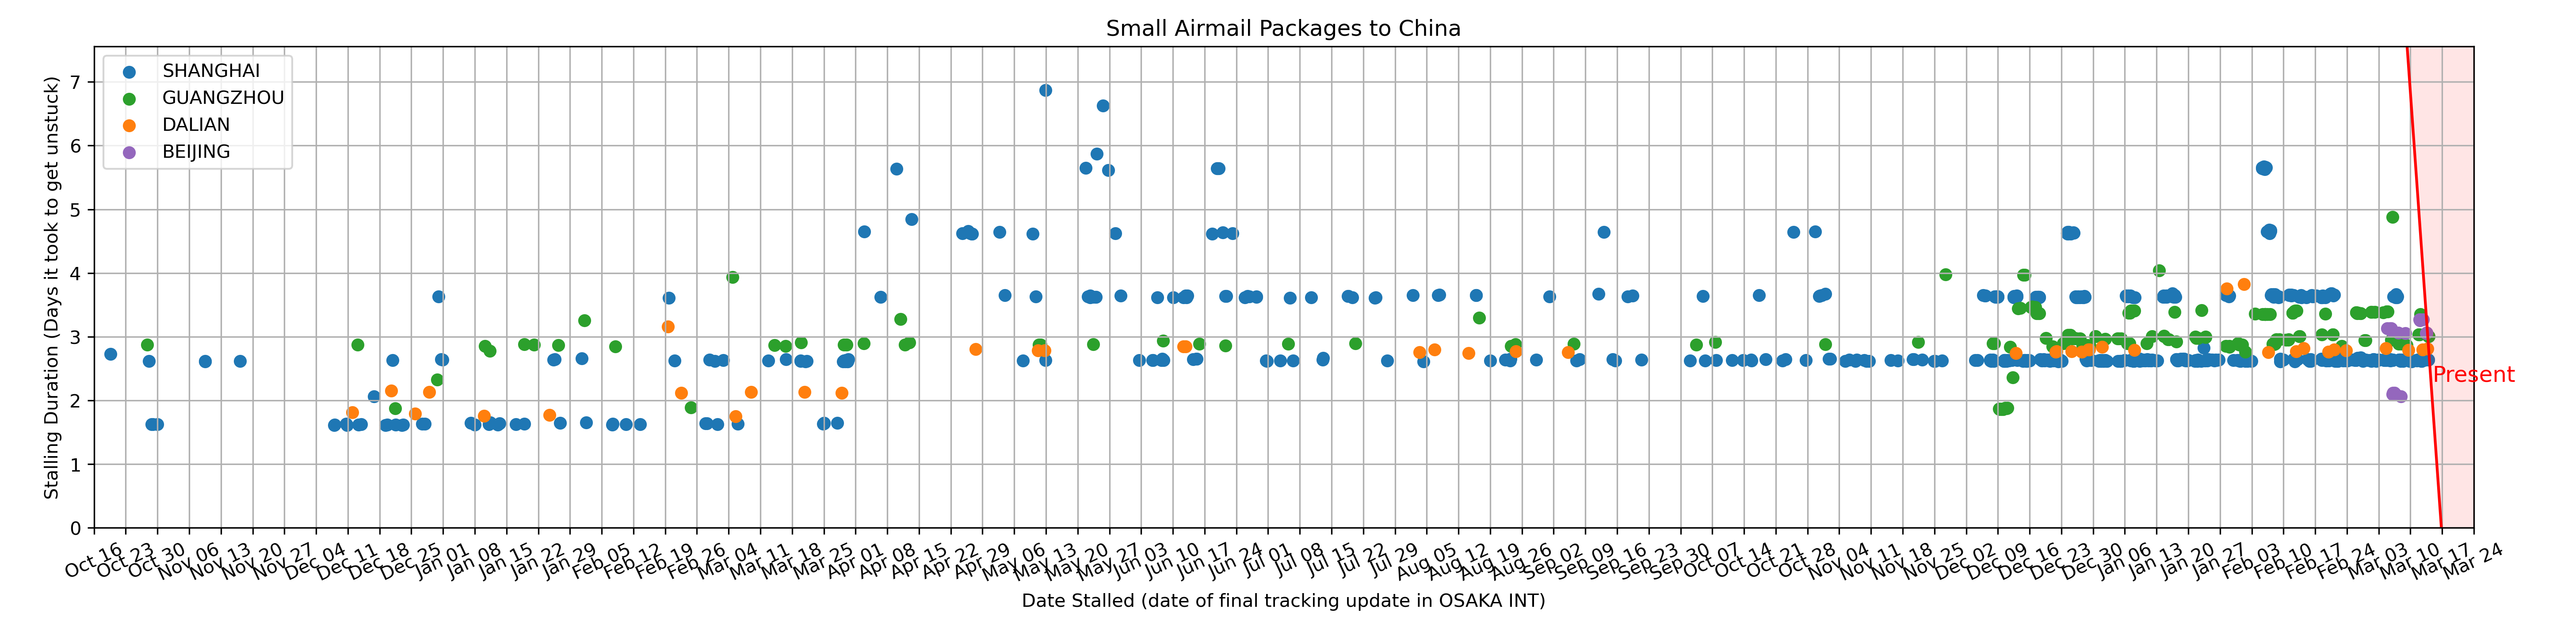 Small Airmail Packages to China
SHANGHAI
GUANGZHOU
DALIAN
BEIJING
Stalling Duration (Days it took to get unstuck)
7
6
5
4
3
2
1
0
Present
Oct 16
Oct 23
Oct 30
Nov 06
Nov 13
Nov 20
Nov 27
Dec 04
Dec 11
Dec 18
Dec 25
Jan 01
Jan 08
Jan 15
Jan 22
Jan 29
Feb 05
Feb 12
Feb 19
Feb 26
Mar 04
Mar 11
Mar 18
Mar 25
Apr 01
Apr 08
Apr 15
Apr 22
Apr 29
May 06
May 13
May 20
May 27
Jun 03
Jun 10
Jun 17
Jun 24
Jul 01
Jul 08
Jul 15
Jul 22
Jul 29
Aug 05
Aug 12
Aug 19
Aug 26
Sep 02
Sep 09
Sep 16
Sep 23
Sep 30
Oct 07
Oct 14
Oct 21
Oct 28
Nov 04
Nov 11
Nov 18
Nov 25
Dec 02
Dec 09
Dec 16
Dec 23
Dec 30
Jan 06
Jan 13
Jan 20
Jan 27
Feb 03
Feb 10
Feb 17
Feb 24
Mar 03
Mar 10
Mar 17
Mar 24
Date Stalled (date of final tracking update in OSAKA INT)